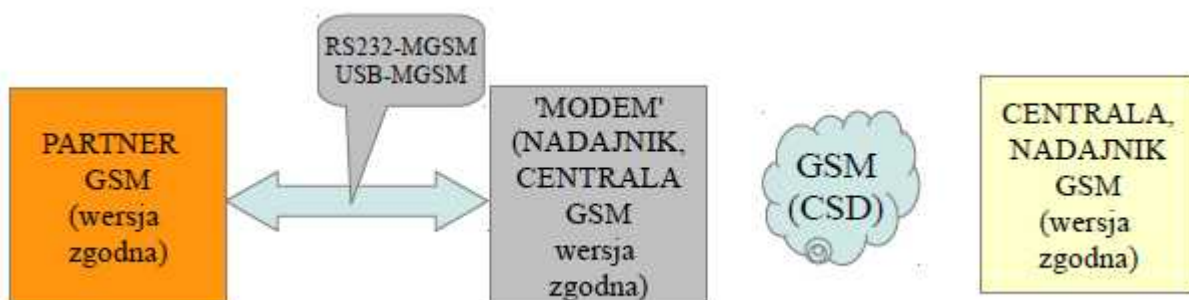 RS232-MGSM
USB-MGSM
PARTNER
GSM
(wersja
zgodna)
'MODEM'
(NADAJNIK,
CENTRALA
GSM
wersja
zgodna)
GSM
(CSD)
CENTRALA,
NADAJNIK
GSM
(wersja
zgodna)